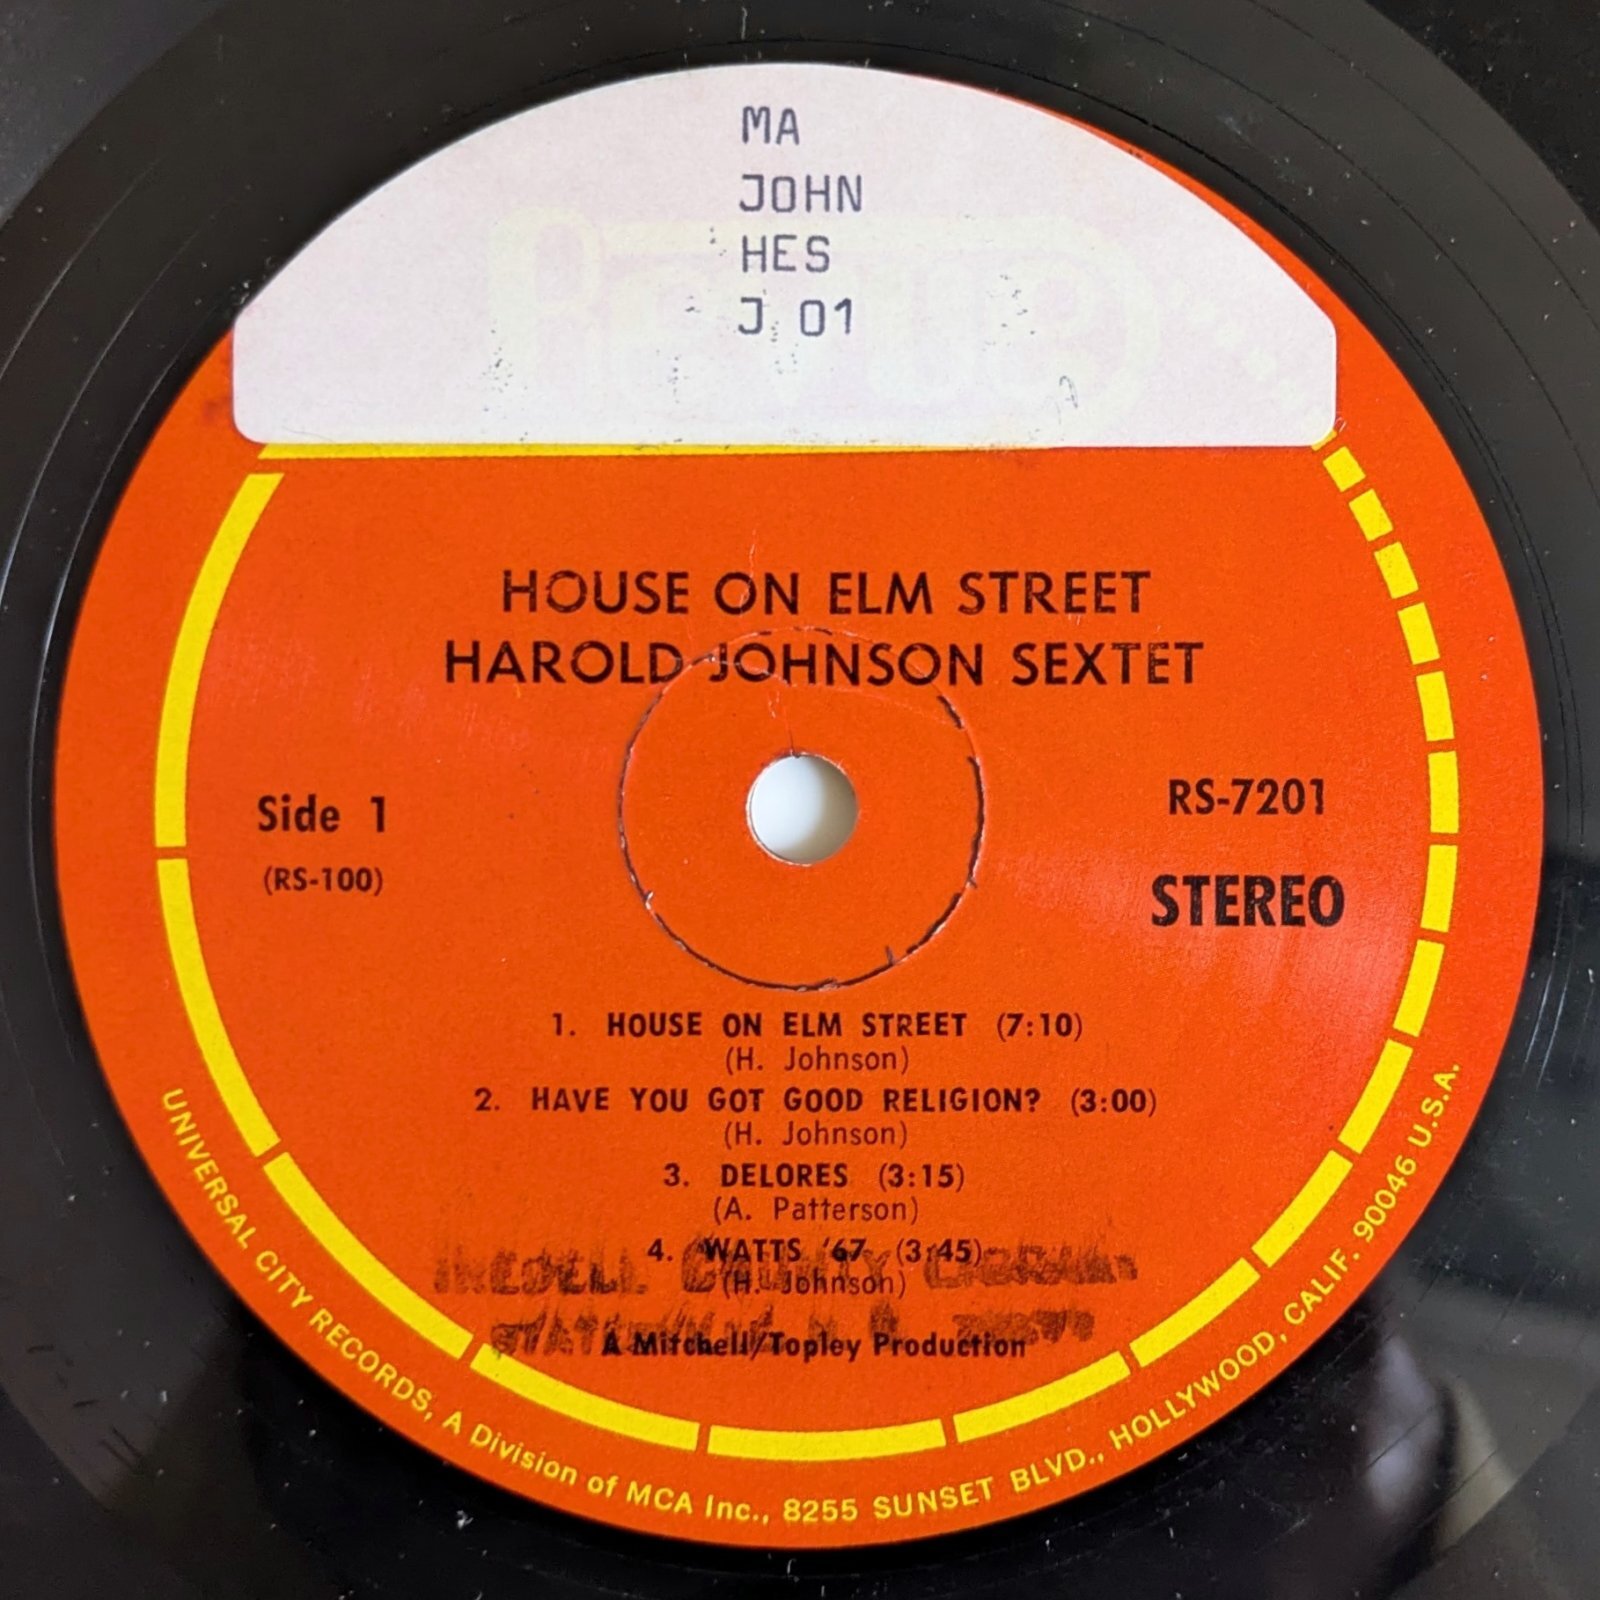 MA
JOHN
HES
J 01
HOUSE ON ELM STREET
HAROLD JOHNSON SEXTET
Side 1
(RS-100)
RS-7201
STEREO
1. HOUSE ON ELM STREET (7:10)
(H. Johnson)
2. HAVE YOU GOT GOOD RELIGION? (3:00)
(H. Johnson)
3. DELORES (3:15)
(A. Patterson)
4. WATTS '67 (3:45)
(H. Johnson)
IREDELL COUNTY LIBRARY
A Mitchell/Topley Production
UNIVERSAL CITY RECORDS, A Division of MCA Inc., 8255 SUNSET BLVD., HOLLYWOOD, CALIF. 90046 U.S.A.